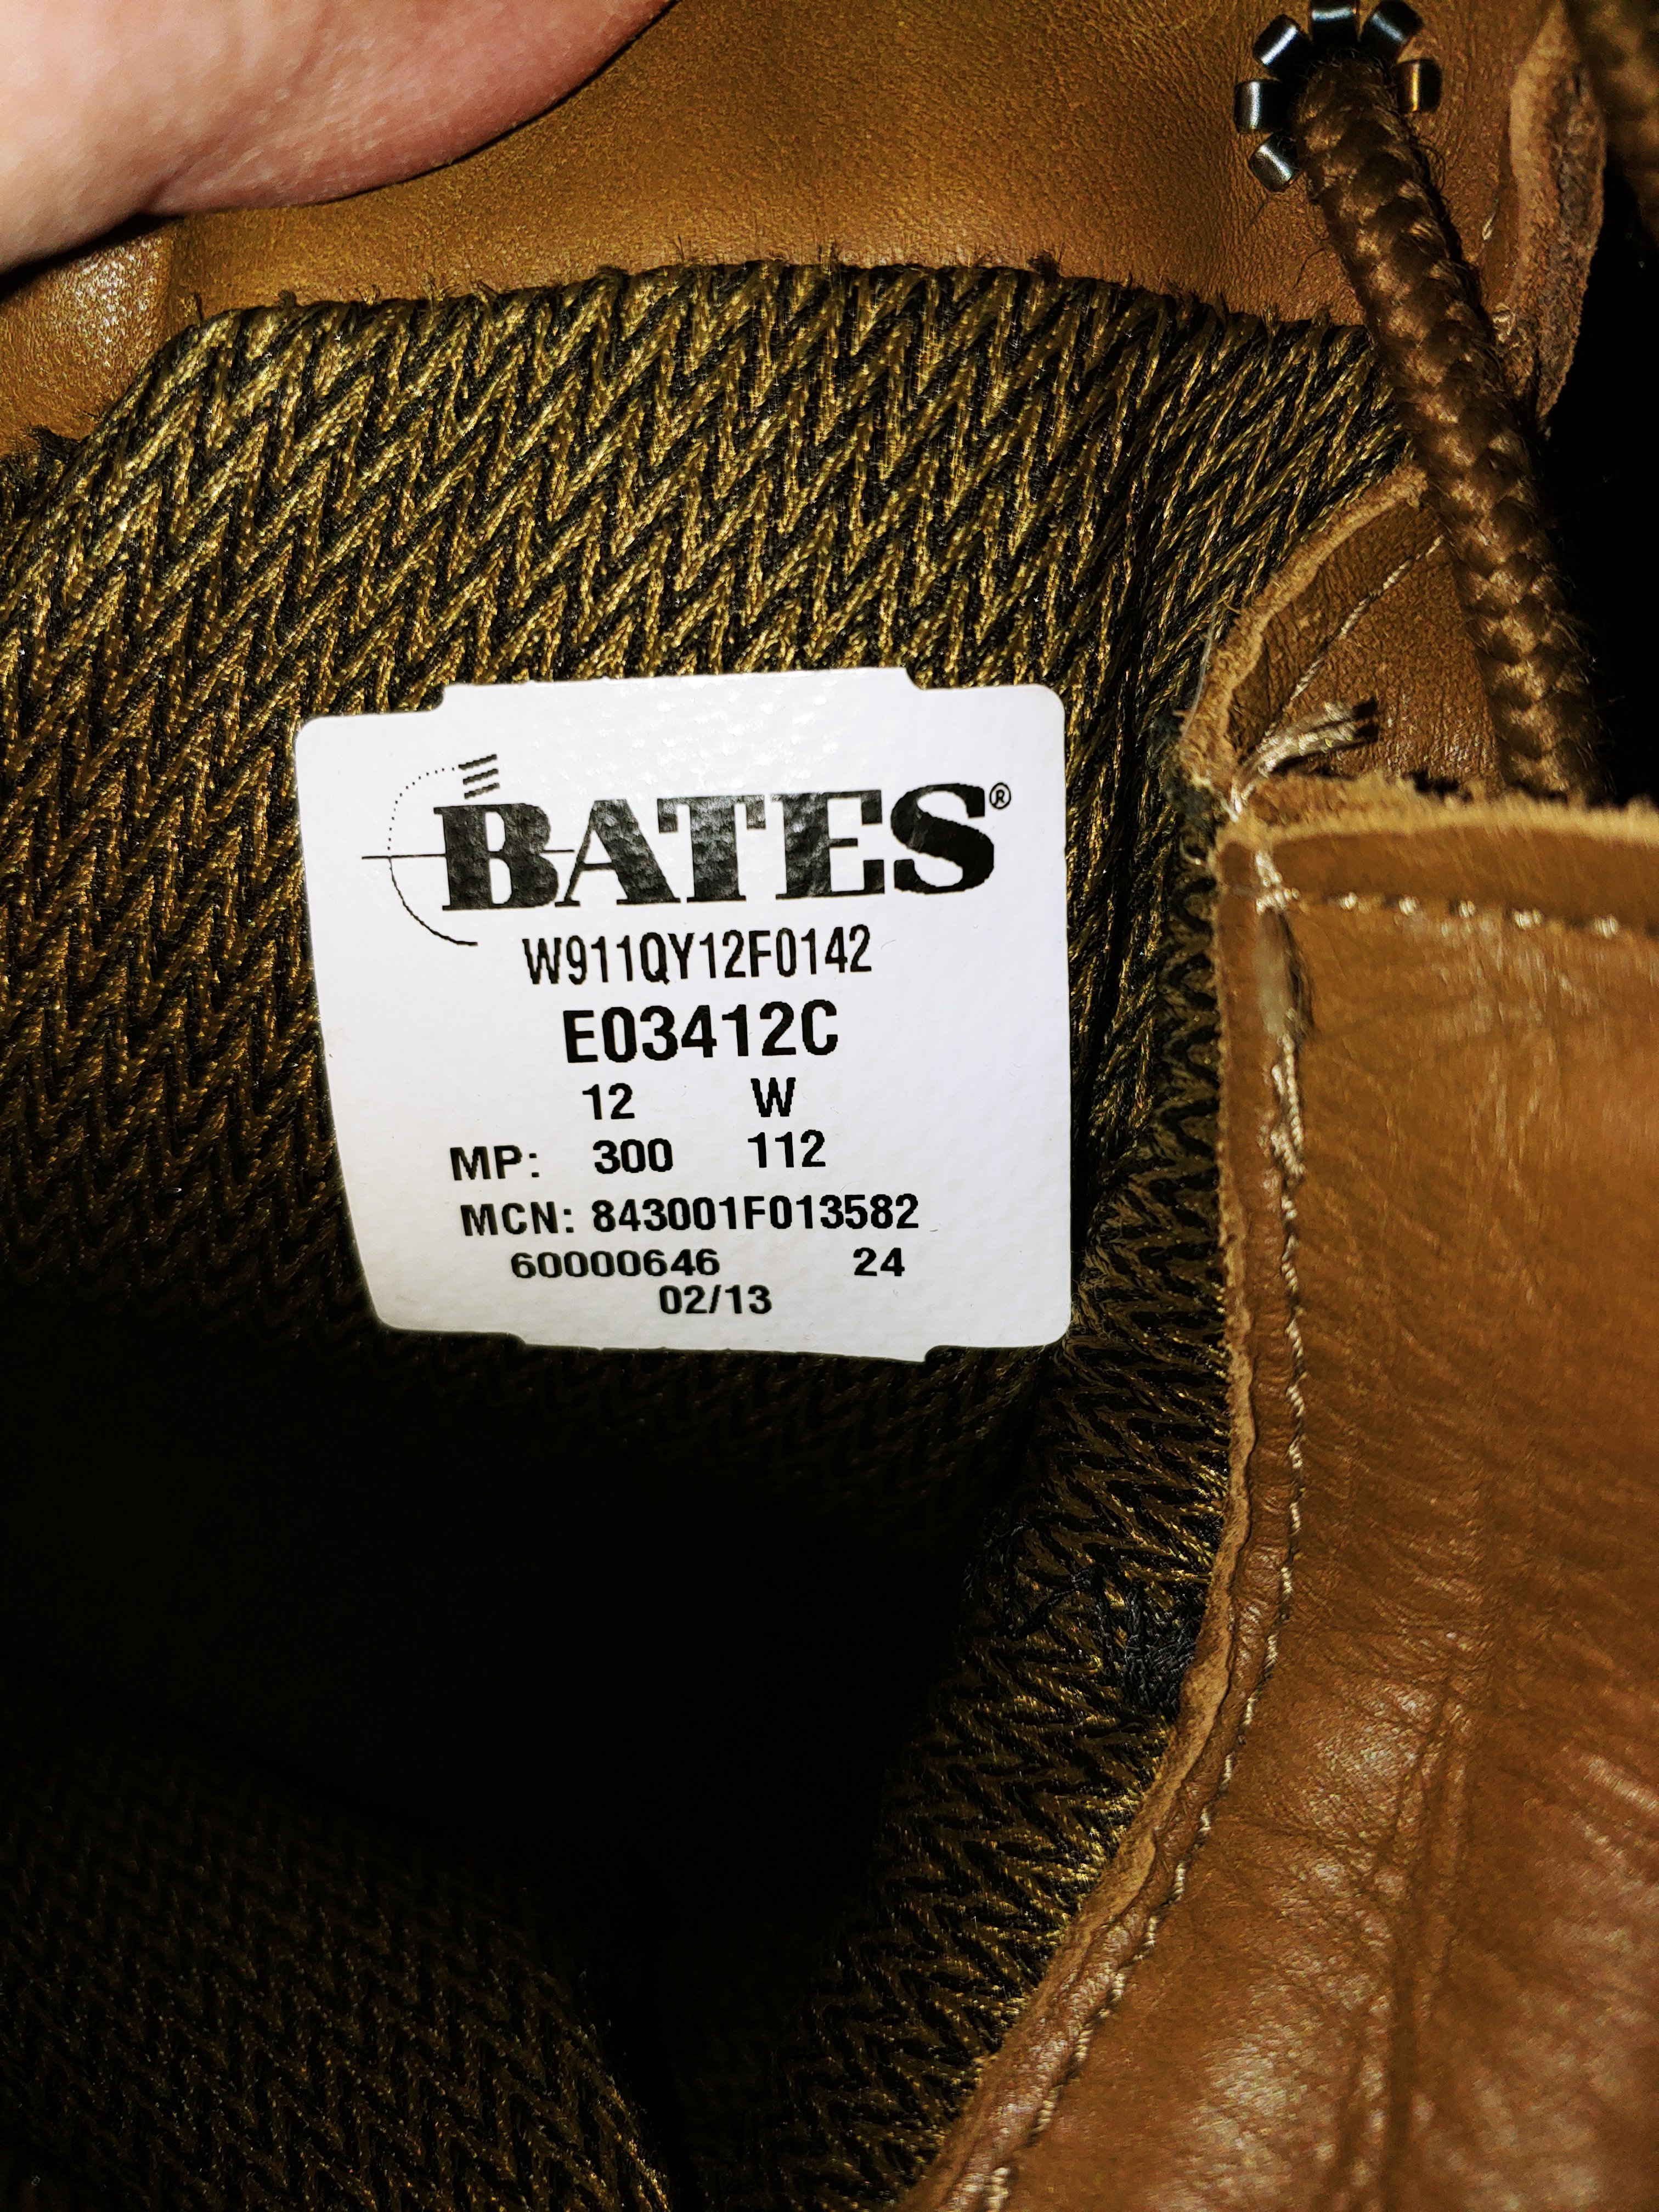 BATES®
W911QY12F0142
E03412C
12 W
MP: 300 112
MCN: 843001F013582
60000646 24
02/13